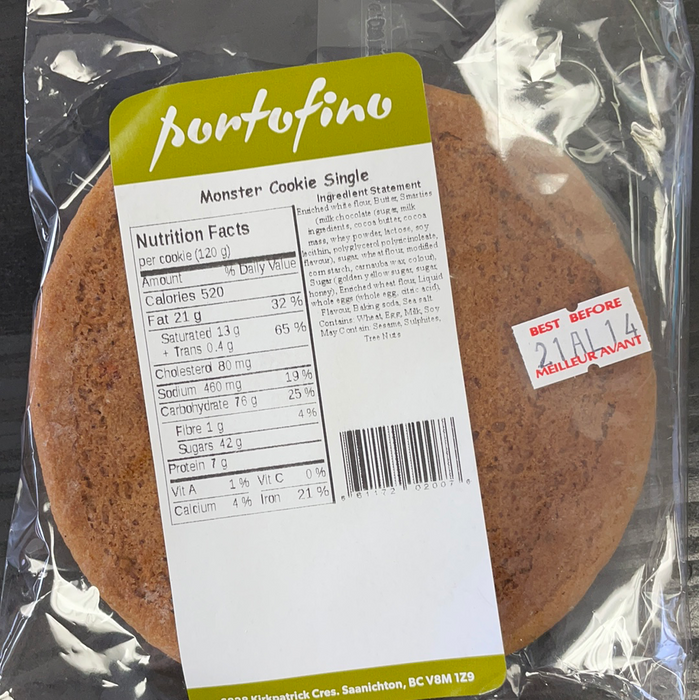 portofino
Monster Cookie Single
Nutrition Facts
per cookie (120 g)
Amount % Daily Value
Calories 520
Fat 21 g 32 %
Saturated 13 g 65 %
+ Trans 0.4 g
Cholesterol 80 mg
Sodium 460 mg 19 %
Carbohydrate 76 g 25 %
Fibre 1 g 4 %
Sugars 42 g
Protein 7 g
Vit A 1 % Vit C 0 %
Calcium 4 % Iron 21 %
Ingredient Statement
Enriched white flour, Butter, Smarties
(milk chocolate (sugar, milk
ingredients, cocoa butter, cocoa
mass, whey powder, lactose, soy
lecithin, polyglycerol polyricinoleate,
flavour), sugar, wheat flour, modified
corn starch, carnauba wax, colour),
Sugar (golden yellow sugar, sugar,
honey), Enriched wheat flour, Liquid
whole eggs (whole egg, citric acid),
Flavour, Baking soda, Sea salt.
Contains: Wheat, Egg, Milk, Soy
May Contain: Sesame, Sulphites,
Tree Nuts
6 61172 02007 6
BEST BEFORE
21 AL 14
MEILLEUR AVANT
Kirkpatrick Cres. Saanichton, BC V8M 1Z9